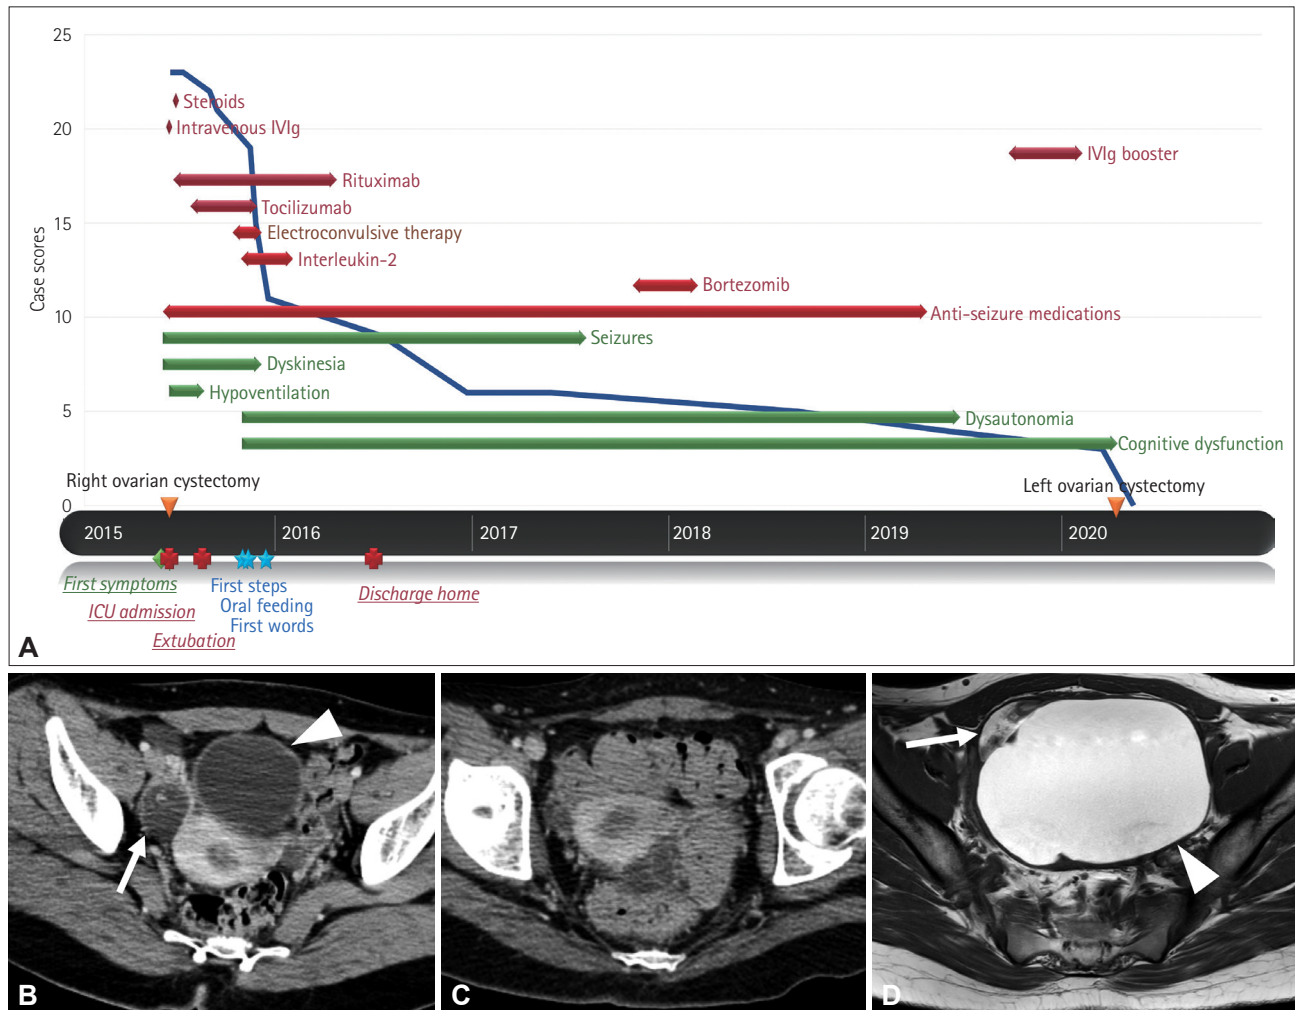 25
20
15
10
5
0
Case scores
Steroids
Intravenous IVIg
IVIg booster
Rituximab
Tocilizumab
Electroconvulsive therapy
Interleukin-2
Bortezomib
Anti-seizure medications
Seizures
Dyskinesia
Hypoventilation
Dysautonomia
Cognitive dysfunction
Right ovarian cystectomy
Left ovarian cystectomy
2015 2016 2017 2018 2019 2020
First symptoms
ICU admission
Extubation
First steps
Oral feeding
First words
Discharge home
A
B
C
D